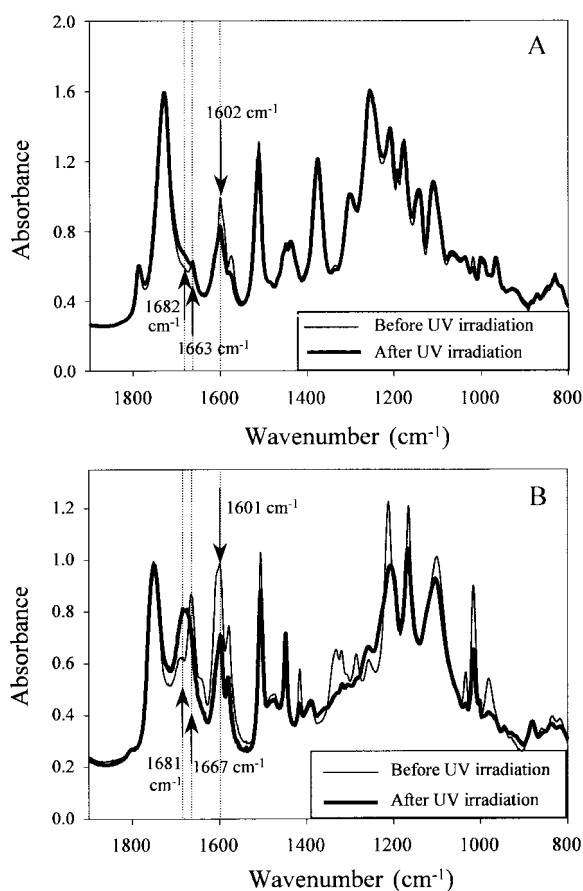 A
2.0
1.6
1.2
0.8
0.4
0.0
Absorbance
1602 cm-1
1682
cm-1
1663 cm-1
Before UV irradiation
After UV irradiation
1800 1600 1400 1200 1000 800
Wavenumber (cm-1)
B
1.2
1.0
0.8
0.6
0.4
0.2
0.0
Absorbance
1601 cm-1
1681
cm-1
1667 cm-1
Before UV irradiation
After UV irradiation
1800 1600 1400 1200 1000 800
Wavenumber (cm-1)